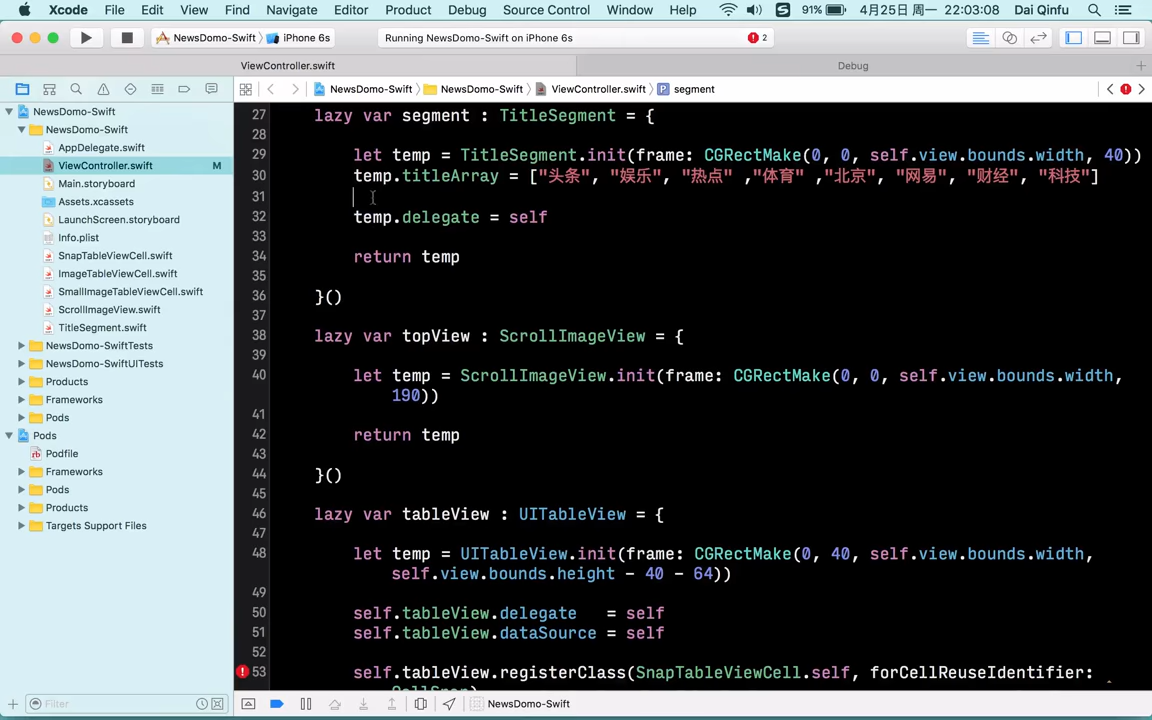 Xcode File Edit View Find Navigate Editor Product Debug Source Control Window Help 91% 4月25日 周一 22:03:08 Dai Qinfu
NewsDomo-Swift iPhone 6s Running NewsDomo-Swift on iPhone 6s 2
ViewController.swift Debug
NewsDomo-Swift NewsDomo-Swift ViewController.swift P segment
NewsDomo-Swift
NewsDomo-Swift
AppDelegate.swift
ViewController.swift M
Main.storyboard
Assets.xcassets
LaunchScreen.storyboard
Info.plist
SnapTableViewCell.swift
ImageTableViewCell.swift
SmallImageTableViewCell.swift
ScrollImageView.swift
TitleSegment.swift
NewsDomo-SwiftTests
NewsDomo-SwiftUITests
Products
Frameworks
Pods
Pods
Podfile
Frameworks
Pods
Products
Targets Support Files
27 lazy var segment : TitleSegment = {
28
29 let temp = TitleSegment.init(frame: CGRectMake(0, 0, self.view.bounds.width, 40))
30 temp.titleArray = ["头条", "娱乐", "热点" ,"体育" ,"北京", "网易", "财经", "科技"]
31
32 temp.delegate = self
33
34 return temp
35
36 }()
37
38 lazy var topView : ScrollImageView = {
39
40 let temp = ScrollImageView.init(frame: CGRectMake(0, 0, self.view.bounds.width,
190))
41
42 return temp
43
44 }()
45
46 lazy var tableView : UITableView = {
47
48 let temp = UITableView.init(frame: CGRectMake(0, 40, self.view.bounds.width,
self.view.bounds.height - 40 - 64))
49
50 self.tableView.delegate = self
51 self.tableView.dataSource = self
52
53 self.tableView.registerClass(SnapTableViewCell.self, forCellReuseIdentifier:
Filter NewsDomo-Swift